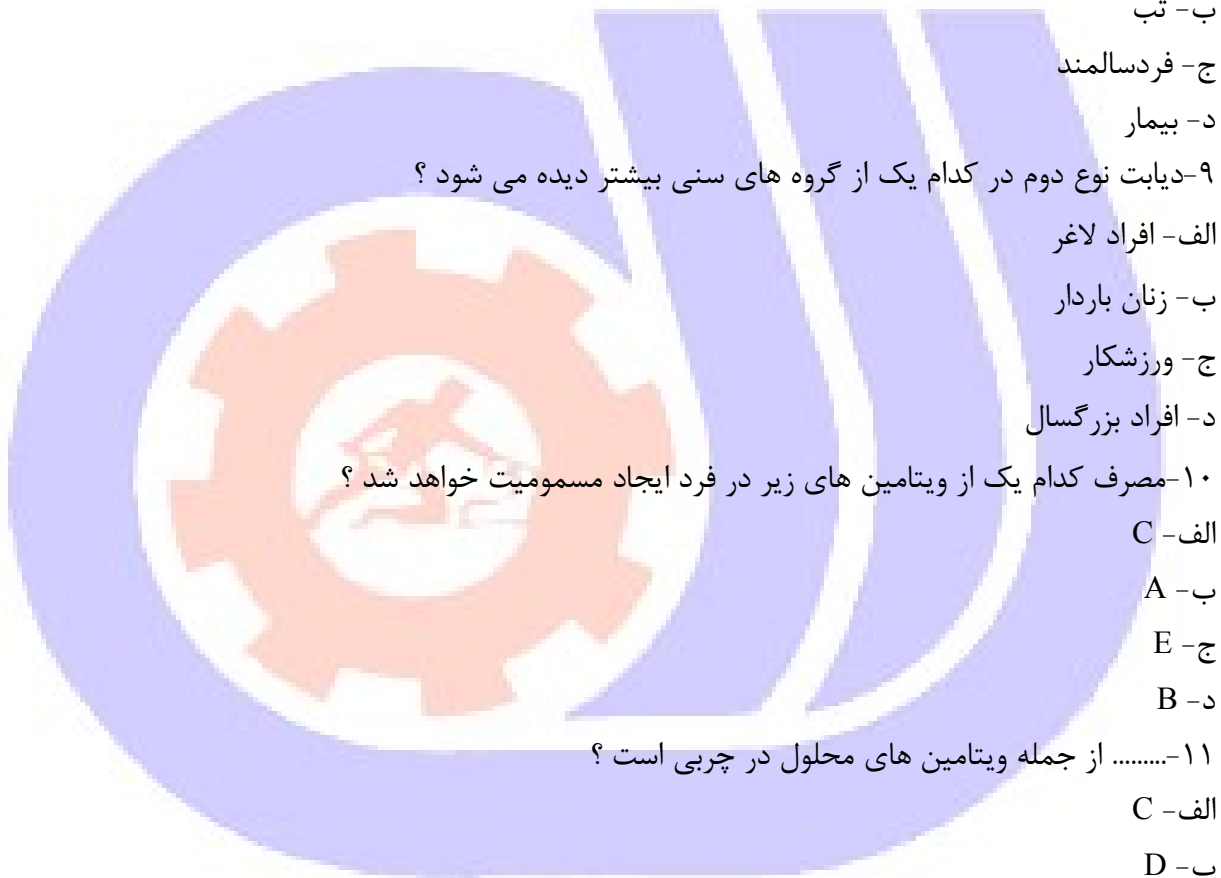 ب- تب
ج- فردسالمند
د- بیمار
۹-دیابت نوع دوم در کدام یک از گروه های سنی بیشتر دیده می شود ؟
الف- افراد لاغر
ب- زنان باردار
ج- ورزشکار
د- افراد بزرگسال
۱۰-مصرف کدام یک از ویتامین های زیر در فرد ایجاد مسمومیت خواهد شد ؟
الف- C
ب- A
ج- E
د- B
۱۱-......... از جمله ویتامین های محلول در چربی است ؟
الف- C
ب- D